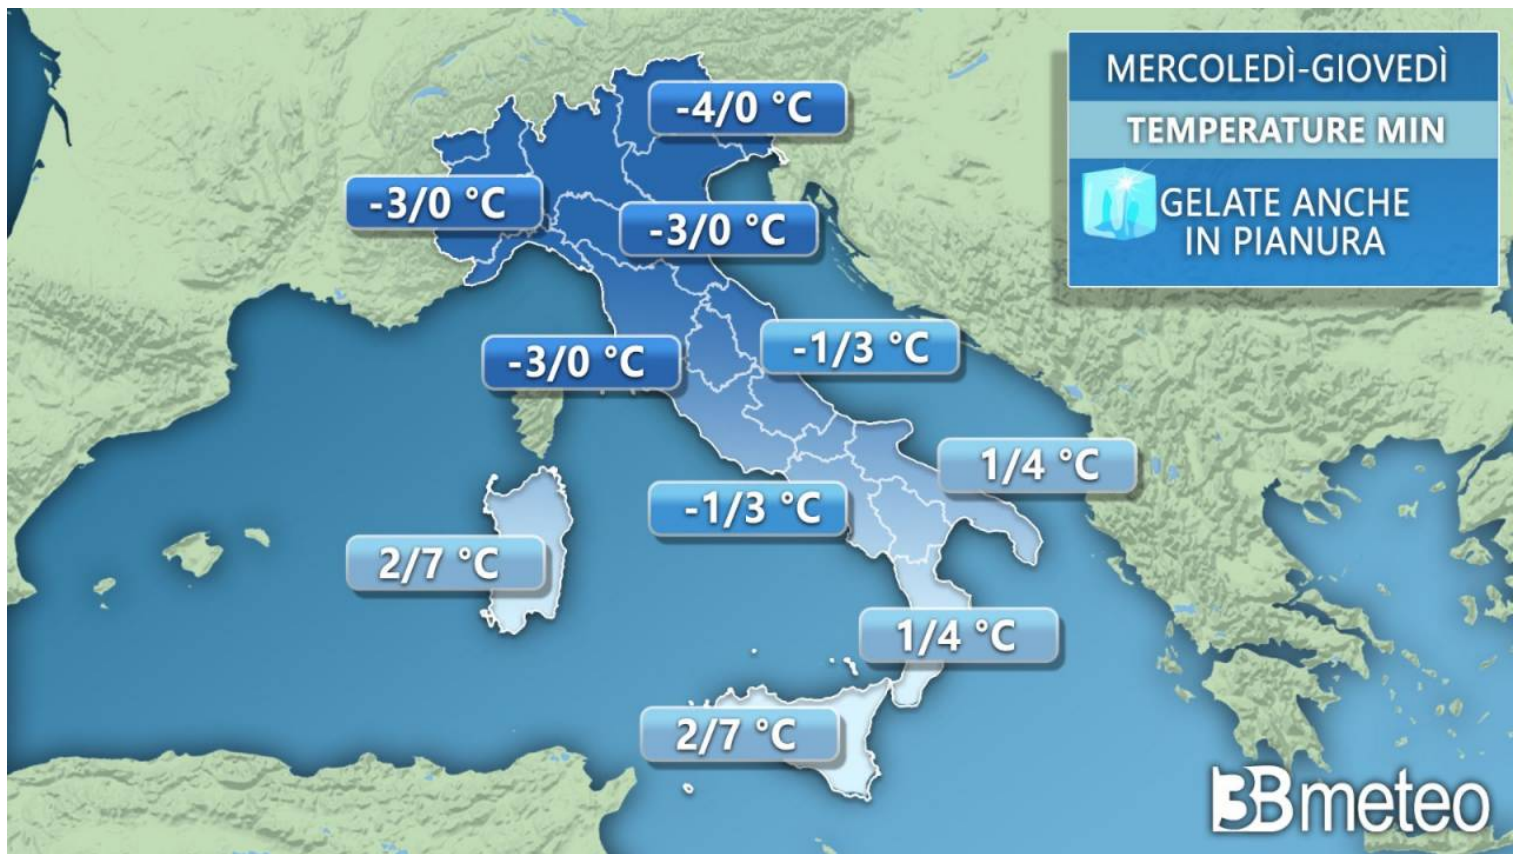 MERCOLEDÌ-GIOVEDÌ
TEMPERATURE MIN
GELATE ANCHE
IN PIANURA
-4/0 °C
-3/0 °C
-3/0 °C
-1/3 °C
-3/0 °C
1/4 °C
-1/3 °C
2/7 °C
1/4 °C
2/7 °C
3Bmeteo